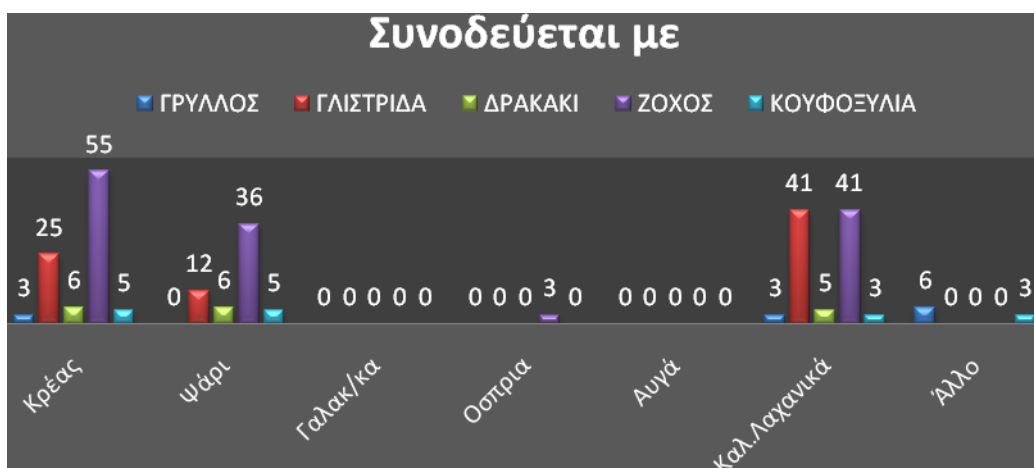 Συνοδεύεται με
ΓΡΥΛΛΟΣ ΓΛΙΣΤΡΙΔΑ ΔΡΑΚΑΚΙ ΖΟΧΟΣ ΚΟΥΦΟΞΥΛΙΑ
3 25 6 55 5
0 12 6 36 5
0 0 0 0 0
0 0 0 3 0
0 0 0 0 0
3 41 5 41 3
6 0 0 0 3
Κρέας
Ψάρι
Γαλακ/κα
Οσπρια
Αυγά
Καλ.Λαχανικά
Άλλο